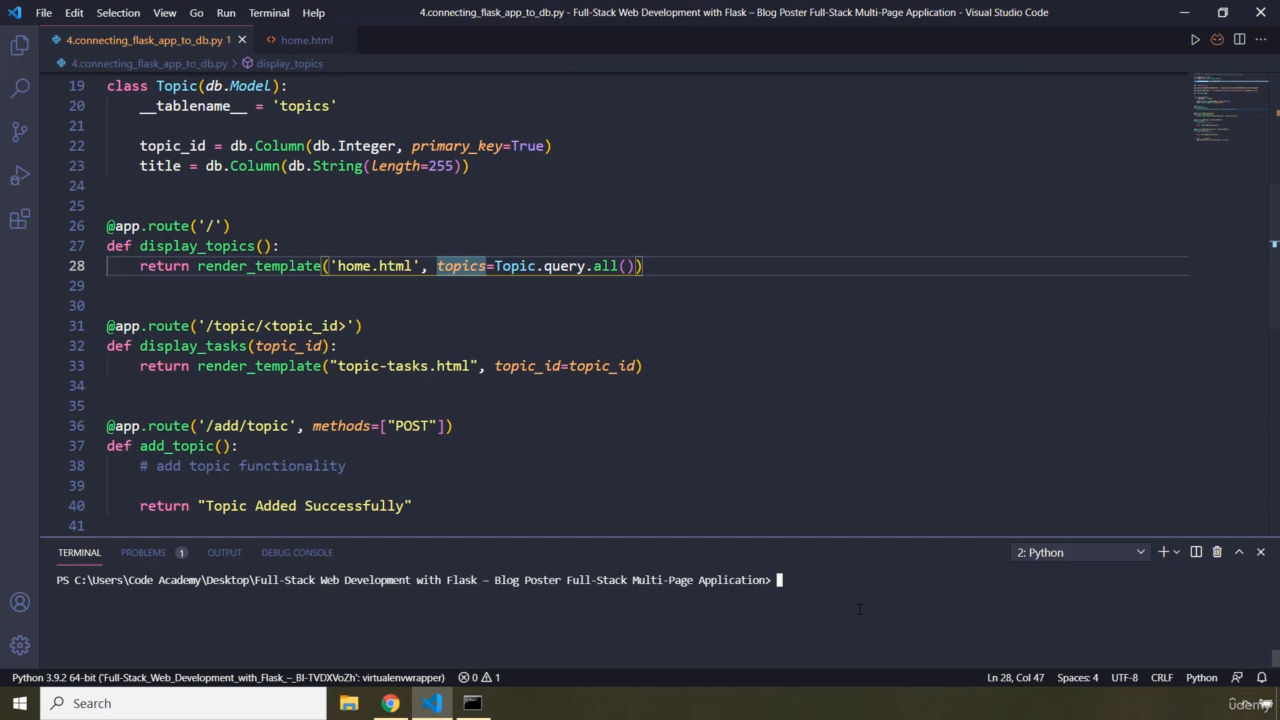 File Edit Selection View Go Run Terminal Help 4.connecting_flask_app_to_db.py - Full-Stack Web Development with Flask – Blog Poster Full-Stack Multi-Page Application - Visual Studio Code
4.connecting_flask_app_to_db.py 1 home.html
4.connecting_flask_app_to_db.py > display_topics
19 class Topic(db.Model):
20 __tablename__ = 'topics'
21
22 topic_id = db.Column(db.Integer, primary_key=True)
23 title = db.Column(db.String(length=255))
24
25
26 @app.route('/')
27 def display_topics():
28 return render_template('home.html', topics=Topic.query.all())
29
30
31 @app.route('/topic/<topic_id>')
32 def display_tasks(topic_id):
33 return render_template("topic-tasks.html", topic_id=topic_id)
34
35
36 @app.route('/add/topic', methods=["POST"])
37 def add_topic():
38 # add topic functionality
39
40 return "Topic Added Successfully"
41
TERMINAL PROBLEMS 1 OUTPUT DEBUG CONSOLE 2: Python
PS C:\Users\Code Academy\Desktop\Full-Stack Web Development with Flask – Blog Poster Full-Stack Multi-Page Application>
Python 3.9.2 64-bit ('Full-Stack_Web_Development_with_Flask_–_Bl-TVDXVoZh': virtualenvwrapper) 0 1 Ln 28, Col 47 Spaces: 4 UTF-8 CRLF Python
Search
udemy